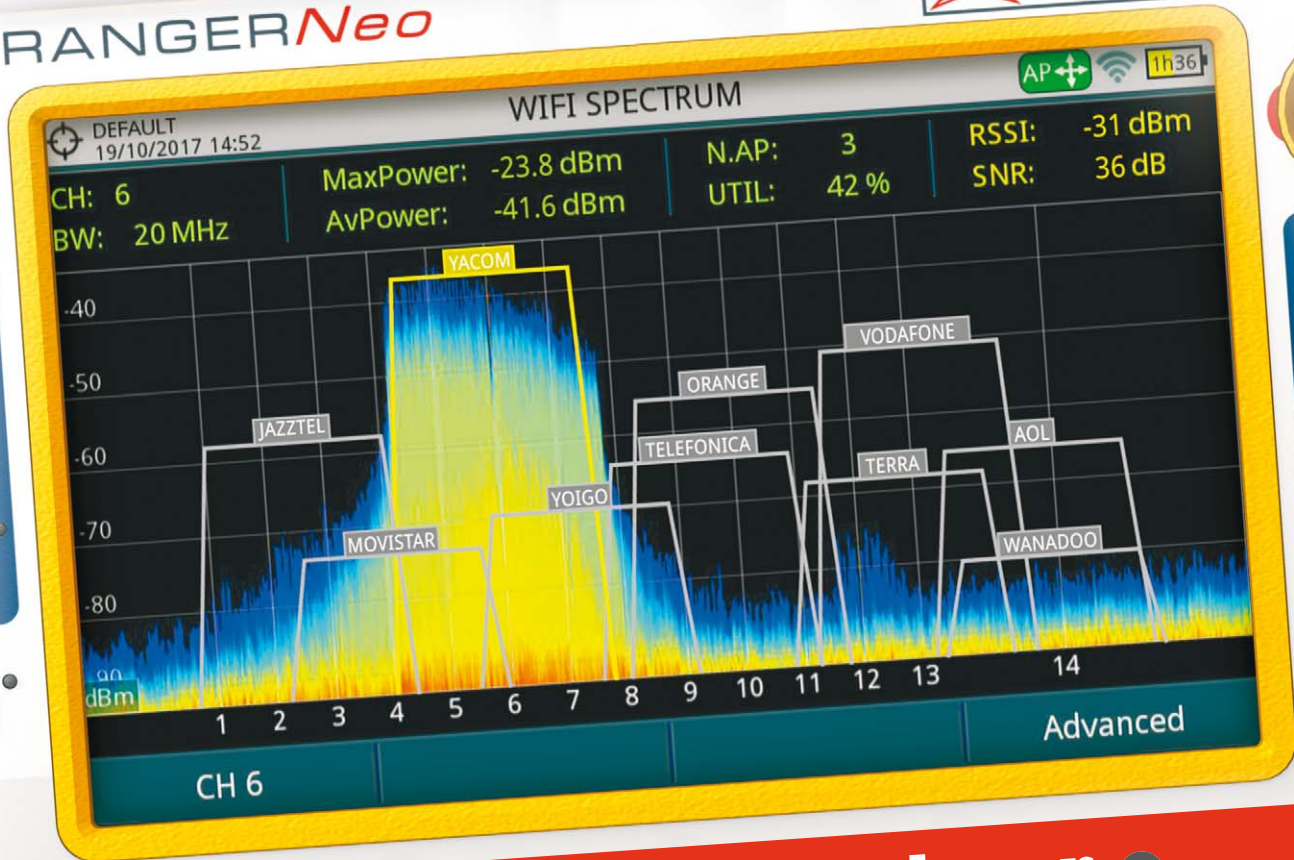 RANGERNeo
DEFAULT
19/10/2017 14:52
WIFI SPECTRUM
AP
1h36
CH: 6
BW: 20 MHz
MaxPower: -23.8 dBm
AvPower: -41.6 dBm
N.AP: 3
UTIL: 42 %
RSSI: -31 dBm
SNR: 36 dB
-40
-50
-60
-70
-80
dBm
YACOM
VODAFONE
ORANGE
JAZZTEL
TELEFONICA
AOL
TERRA
YOIGO
MOVISTAR
WANADOO
1 2 3 4 5 6 7 8 9 10 11 12 13 14
CH 6
Advanced